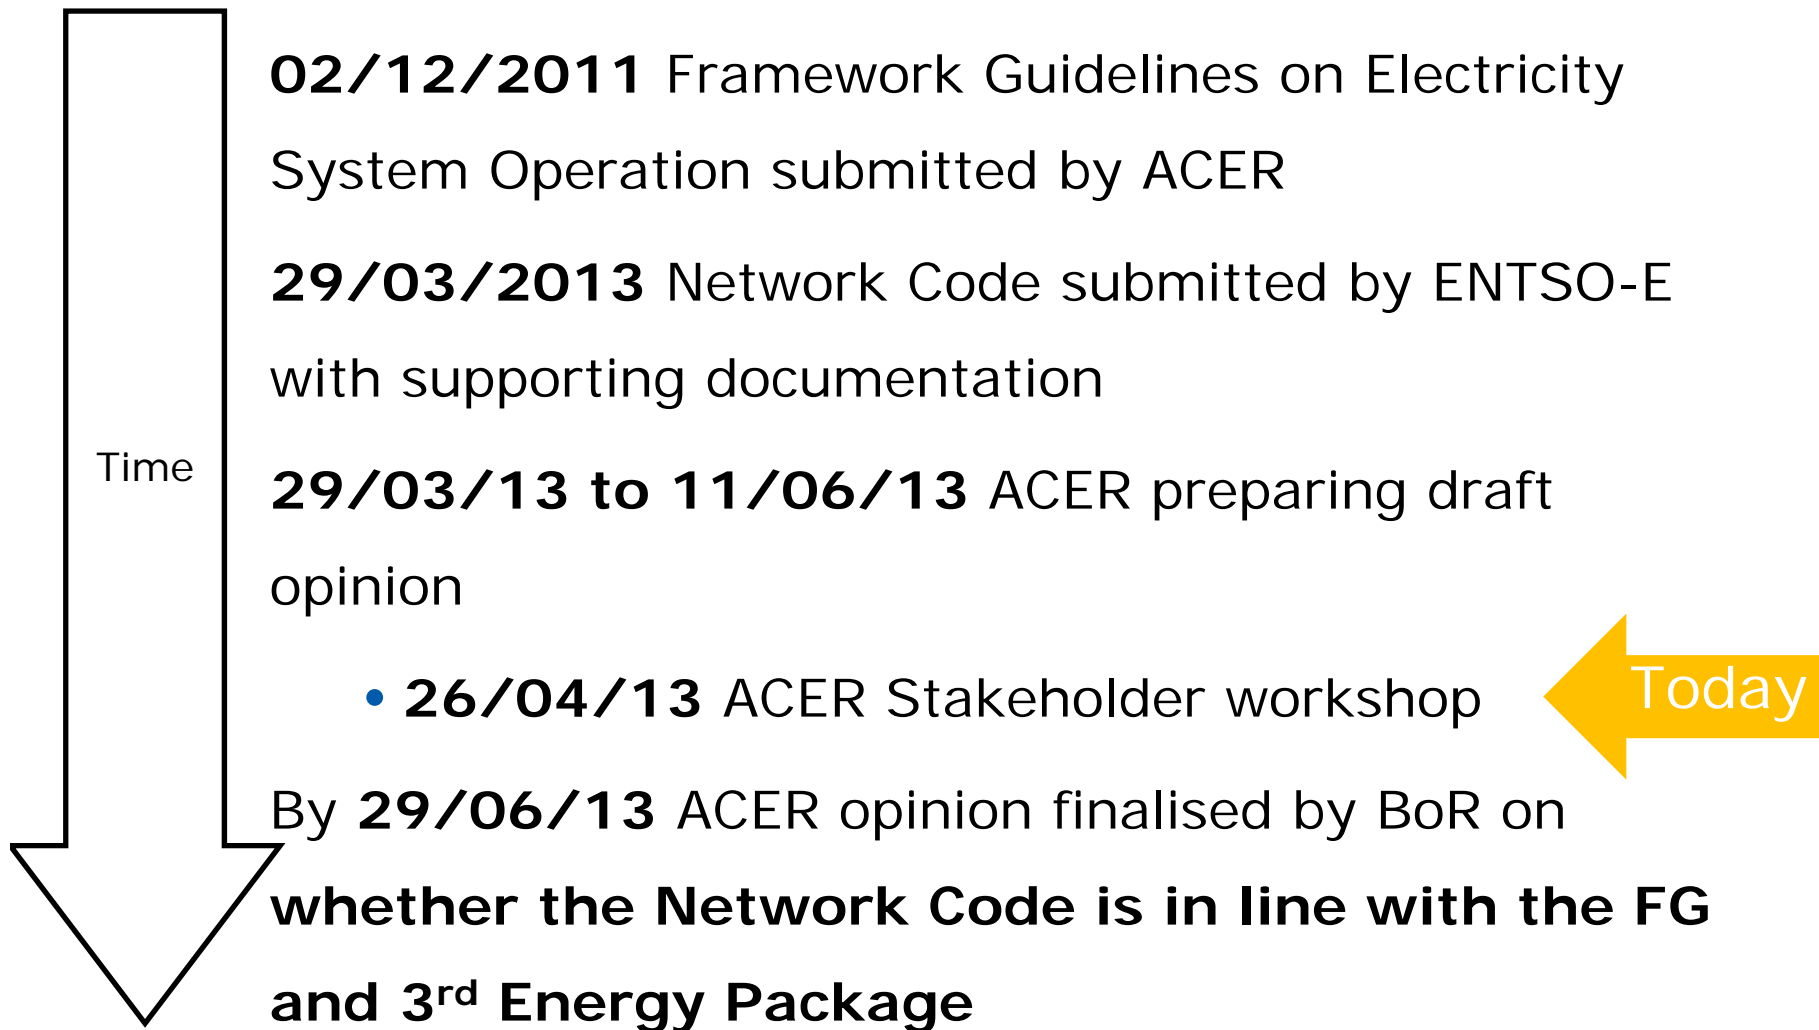 02/12/2011 Framework Guidelines on Electricity
System Operation submitted by ACER
29/03/2013 Network Code submitted by ENTSO-E
with supporting documentation
Time
29/03/13 to 11/06/13 ACER preparing draft
opinion
• 26/04/13 ACER Stakeholder workshop
Today
By 29/06/13 ACER opinion finalised by BoR on
whether the Network Code is in line with the FG
and 3rd Energy Package